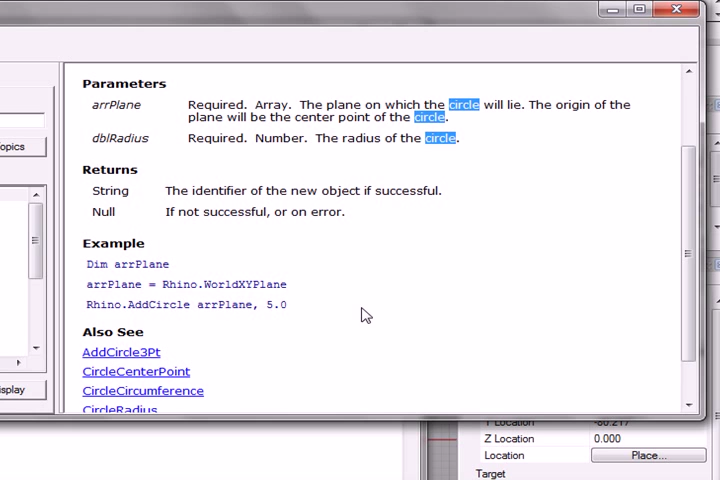 Parameters
arrPlane Required. Array. The plane on which the circle will lie. The origin of the
plane will be the center point of the circle.
dblRadius Required. Number. The radius of the circle.
Returns
String The identifier of the new object if successful.
Null If not successful, or on error.
Example
Dim arrPlane
arrPlane = Rhino.WorldXYPlane
Rhino.AddCircle arrPlane, 5.0
Also See
AddCircle3Pt
CircleCenterPoint
CircleCircumference
CircleRadius
opics
isplay
Location
Z Location 0.000
Location Place...
Target